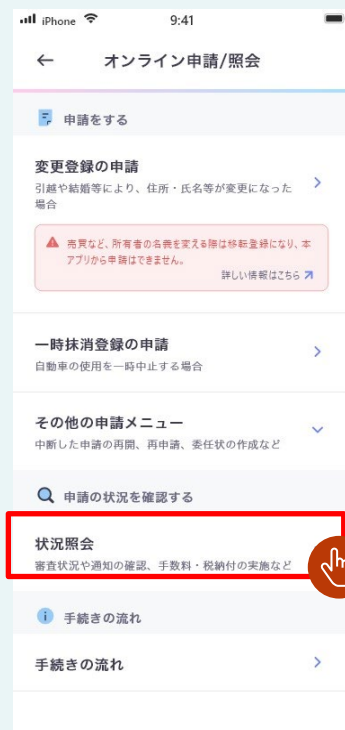 iPhone 9:41
オンライン申請/照会
申請をする
変更登録の申請
引越や結婚等により、住所・氏名等が変更になった
場合
売買など、所有者の名義を変える際は移転登録になり、本
アプリから申請はできません。
詳しい情報はこちら
一時抹消登録の申請
自動車の使用を一時中止する場合
その他の申請メニュー
中断した申請の再開、再申請、委任状の作成など
申請の状況を確認する
状況照会
審査状況や通知の確認、手数料・税納付の実施など
手続きの流れ
手続きの流れ